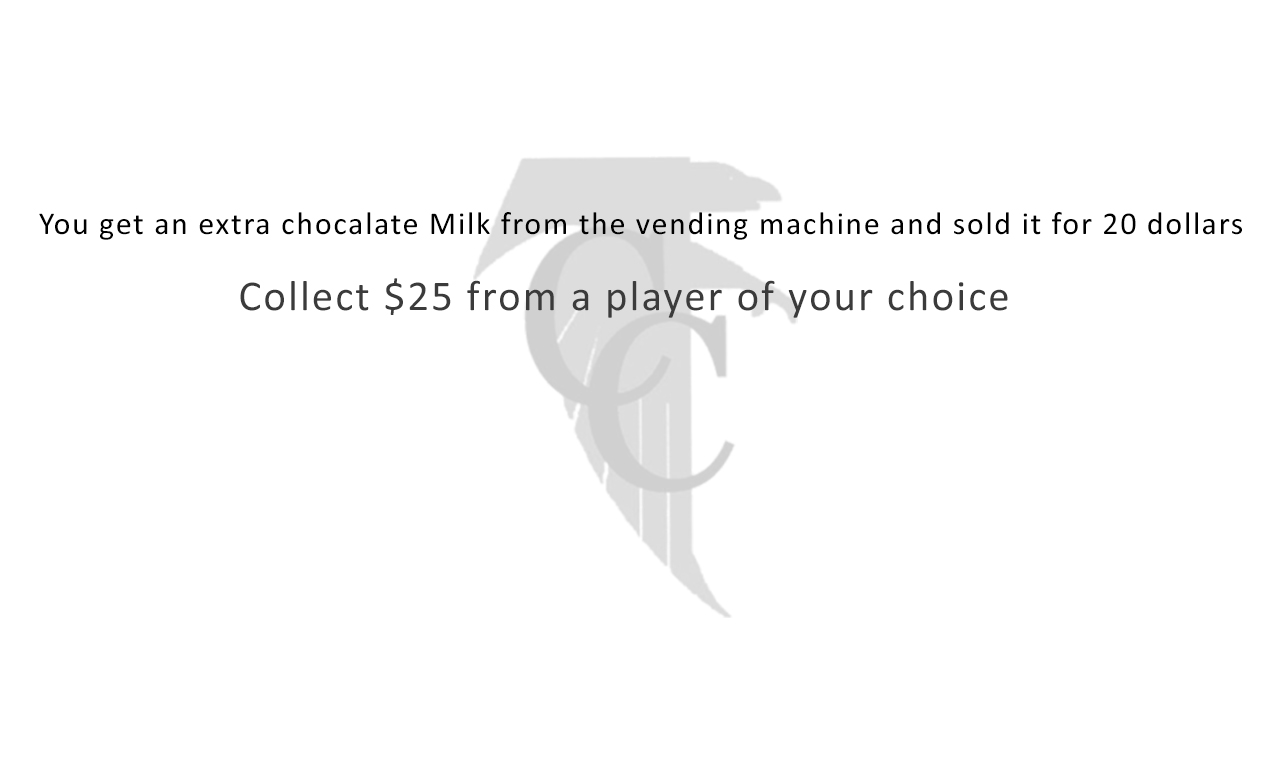 You get an extra chocalate Milk from the vending machine and sold it for 20 dollars
Collect $25 from a player of your choice
CC